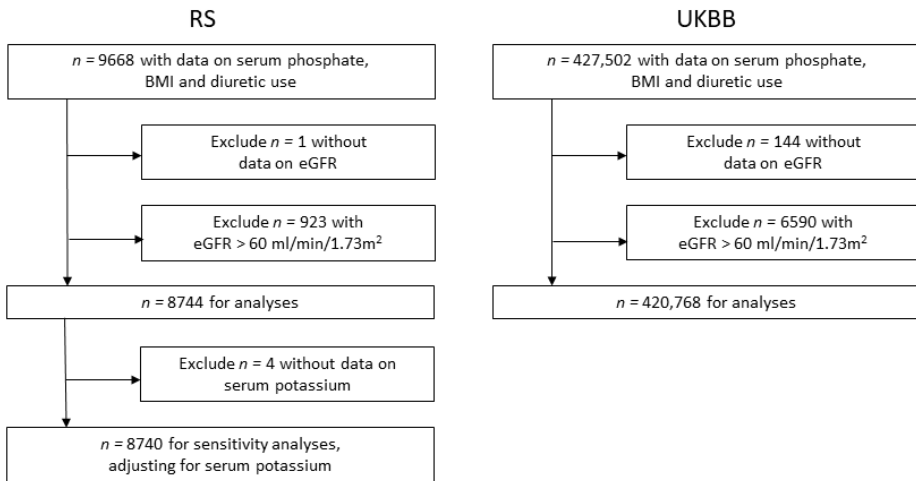 RS
n = 9668 with data on serum phosphate,
BMI and diuretic use
Exclude n = 1 without
data on eGFR
Exclude n = 923 with
eGFR > 60 ml/min/1.73m²
n = 8744 for analyses
Exclude n = 4 without data on
serum potassium
n = 8740 for sensitivity analyses,
adjusting for serum potassium
UKBB
n = 427,502 with data on serum phosphate,
BMI and diuretic use
Exclude n = 144 without
data on eGFR
Exclude n = 6590 with
eGFR > 60 ml/min/1.73m²
n = 420,768 for analyses